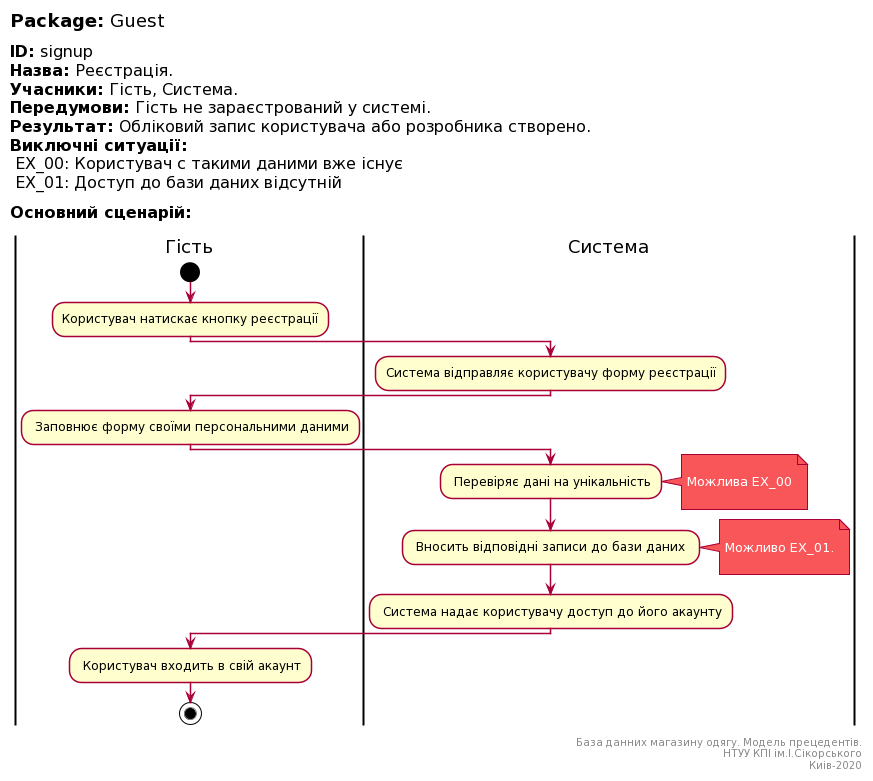 Package: Guest
ID: signup
Назва: Реєстрація.
Учасники: Гість, Система.
Передумови: Гість не зараєстрований у системі.
Результат: Обліковий запис користувача або розробника створено.
Виключні ситуації:
EX_00: Користувач с такими даними вже існує
EX_01: Доступ до бази даних відсутній
Основний сценарій:
Гість
Система
Користувач натискає кнопку реєстрації
Система відправляє користувачу форму реєстрації
Заповнює форму своїми персональними даними
Перевіряє дані на унікальність
Можлива EX_00
Вносить відповідні записи до бази даних
Можливо EX_01.
Система надає користувачу доступ до його акаунту
Користувач входить в свій акаунт
База данних магазину одягу. Модель прецедентів.
НТУУ КПІ ім.І.Сікорського
Київ-2020